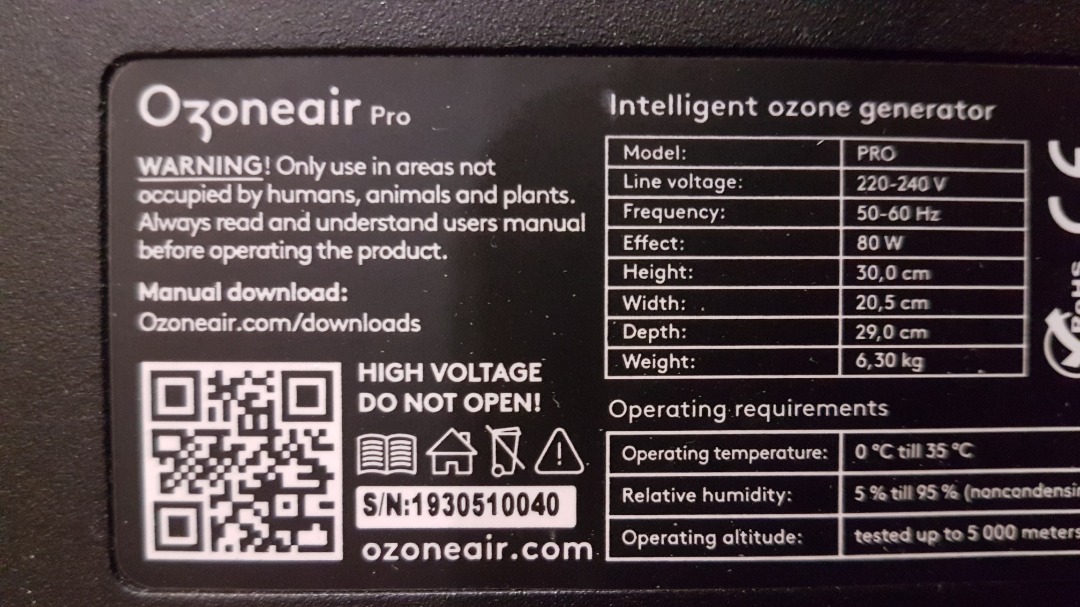 Ozoneair Pro
WARNING! Only use in areas not
occupied by humans, animals and plants.
Always read and understand users manual
before operating the product.
Manual download:
Ozoneair.com/downloads
HIGH VOLTAGE
DO NOT OPEN!
S/N:1930510040
ozoneair.com
Intelligent ozone generator
Model: PRO
Line voltage: 220-240 V
Frequency: 50-60 Hz
Effect: 80 W
Height: 30,0 cm
Width: 20,5 cm
Depth: 29,0 cm
Weight: 6,30 kg
Operating requirements
Operating temperature: 0 °C till 35 °C
Relative humidity: 5 % till 95 % (noncondensin
Operating altitude: tested up to 5 000 meters
RoHS